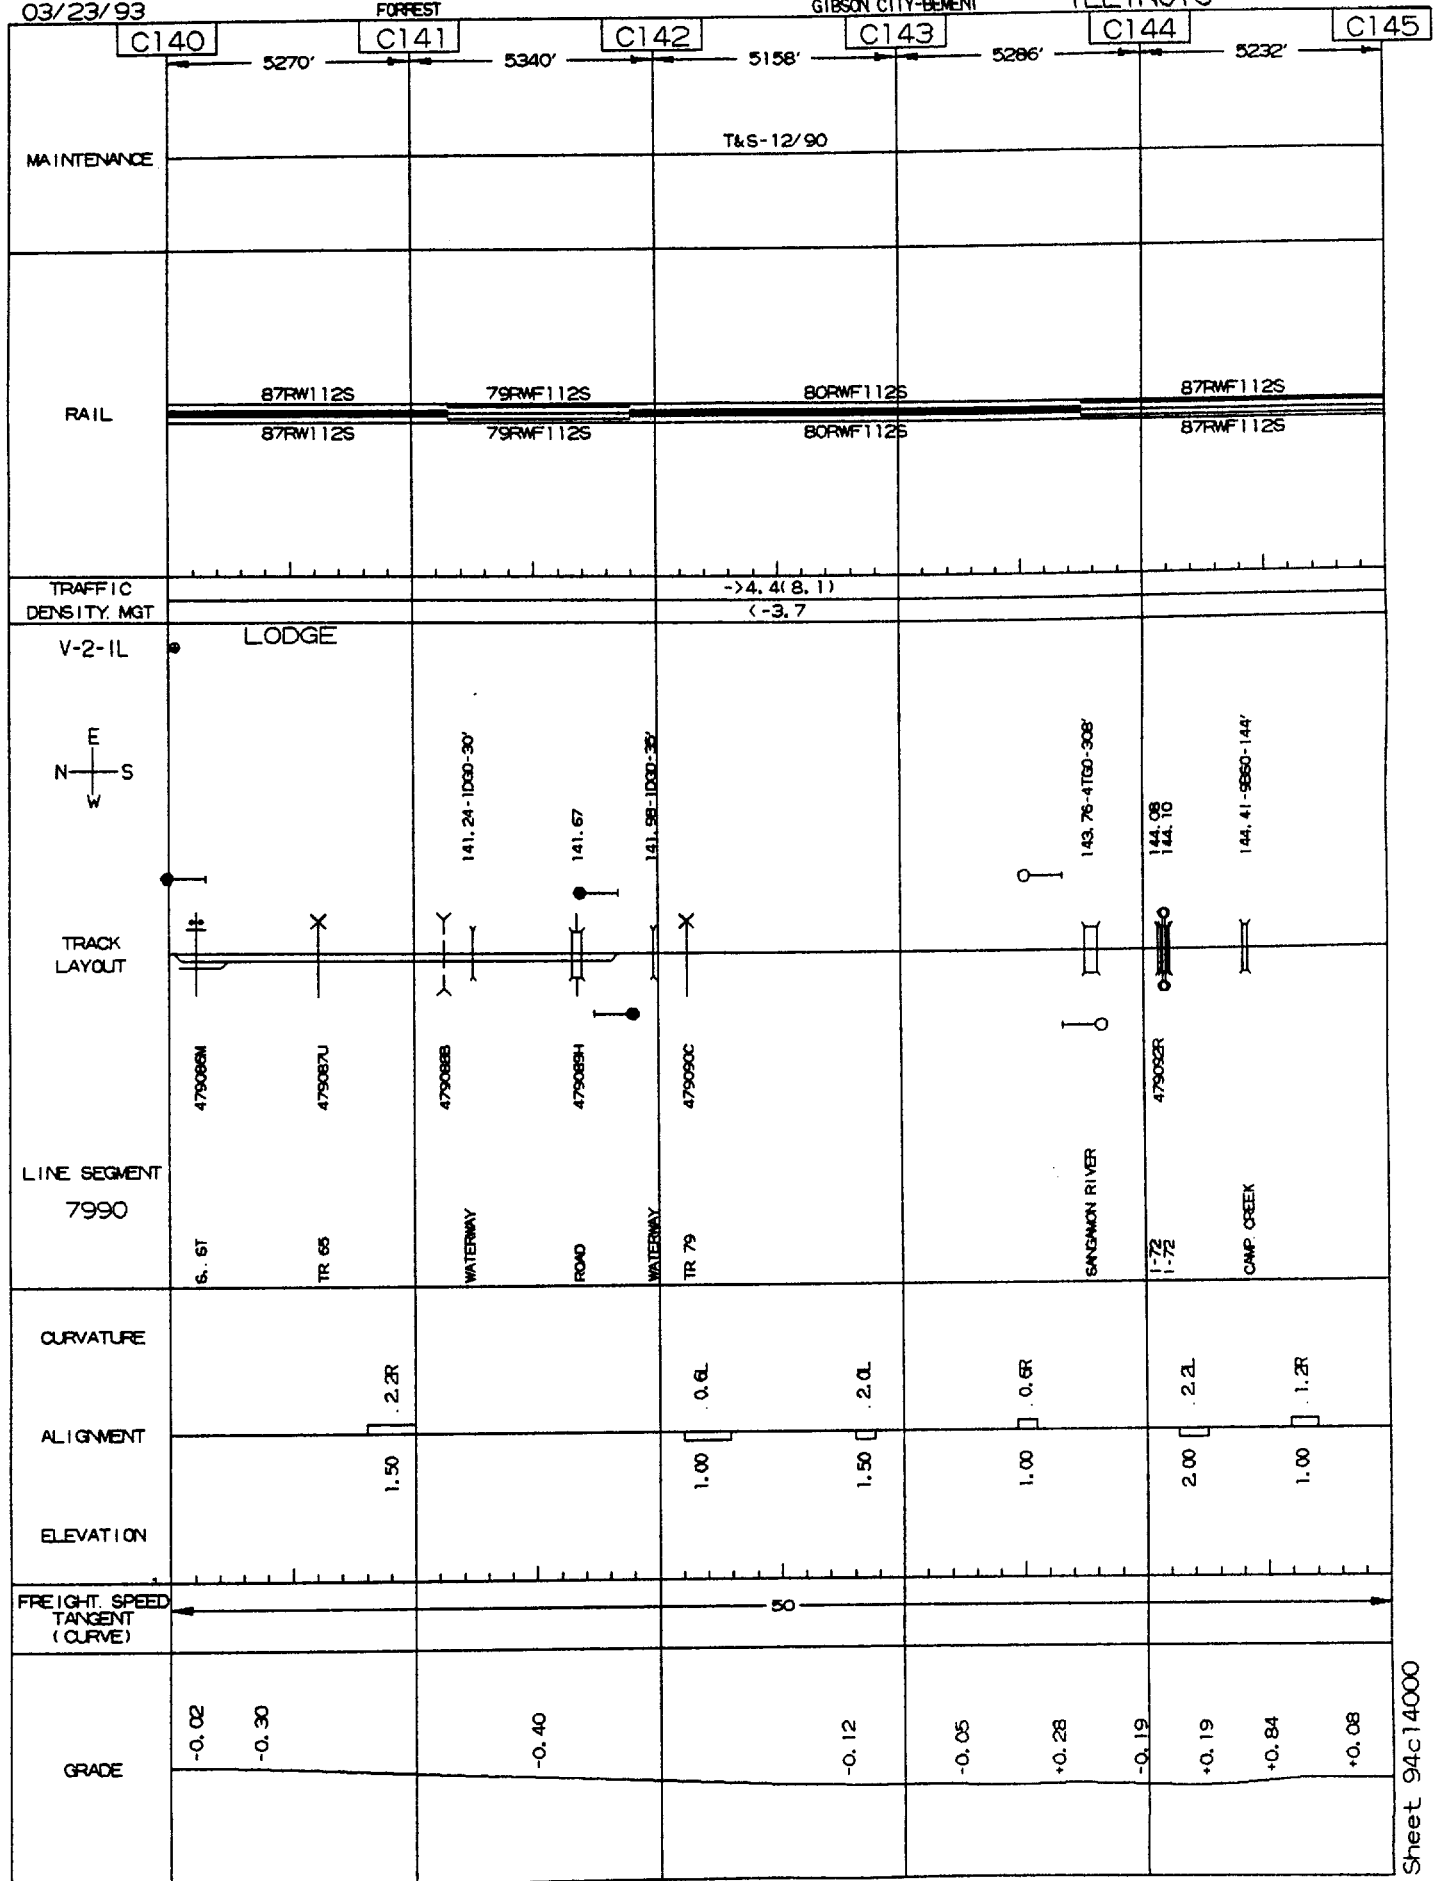 03/23/93 FORREST GIBSON CITY-BEMENT ILLINOIS
C140 C141 C142 C143 C144 C145
5270' 5340' 5158' 5286' 5232'
MAINTENANCE T&S-12/90
87RW112S 79RWF112S 80RWF112S 87RWF112S
RAIL
87RW112S 79RWF112S 80RWF112S 87RWF112S
TRAFFIC ->4.4(8.1)
DENSITY. MGT <-3.7
V-2-IL LODGE
E
N S
W
141.24-1DGO-30' 141.67 141.98-1DGO-35' 143.76-4TGO-308' 144.08 144.10 144.41-9BGO-144'
TRACK
LAYOUT
479086M 479087U 479088B 479089H 479090C 479092R
LINE SEGMENT
7990
S.. ST TR 65 WATERWAY ROAD WATERWAY TR 79 SANGAMON RIVER I-72 I-72 CAMP CREEK
CURVATURE
2.2R 0.6L 2.0L 0.6R 2.2L 1.2R
ALIGNMENT
1.50 1.00 1.50 1.00 2.00 1.00
ELEVATION
FREIGHT. SPEED
TANGENT 50
(CURVE)
-0.02 -0.30 -0.40 -0.12 -0.05 +0.28 -0.19 +0.19 +0.84 +0.08
GRADE
Sheet 94c14000